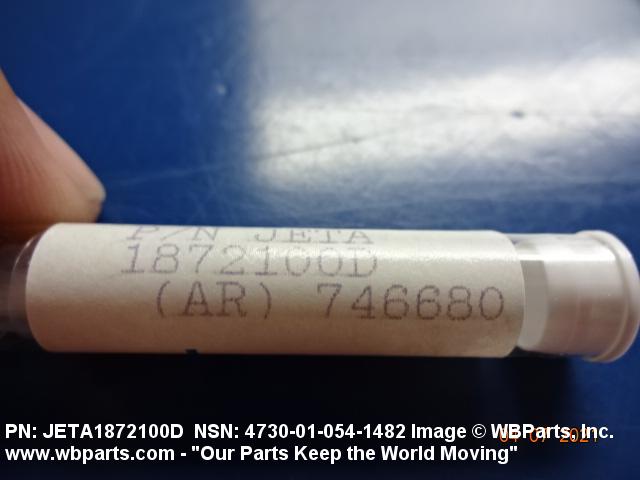 P/N JETA
1872100D
(AR) 746680
PN: JETA1872100D NSN: 4730-01-054-1482 Image © WBParts, Inc.
www.wbparts.com - "Our Parts Keep the World Moving"